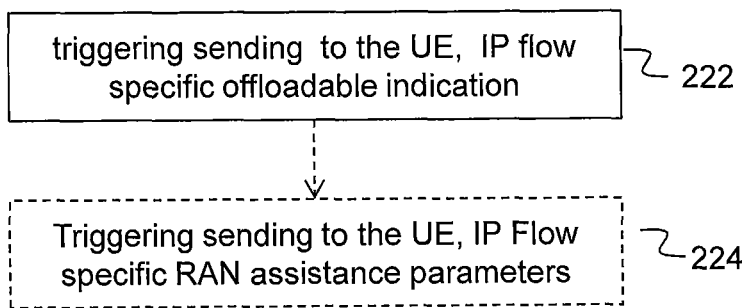 triggering sending to the UE, IP flow
specific offloadable indication
222
Triggering sending to the UE, IP Flow
specific RAN assistance parameters
224